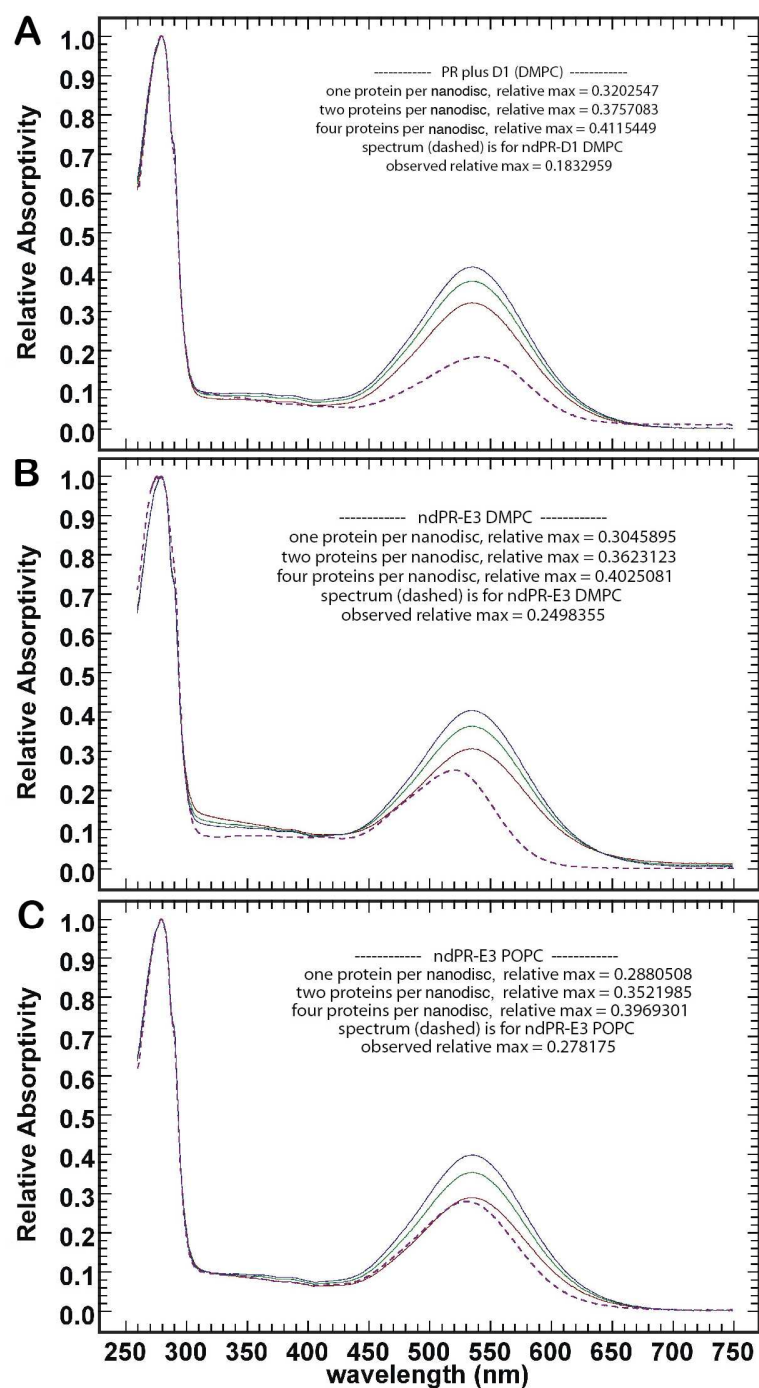 A
------------ PR plus D1 (DMPC) ------------
one protein per nanodisc, relative max = 0.3202547
two proteins per nanodisc, relative max = 0.3757083
four proteins per nanodisc, relative max = 0.4115449
spectrum (dashed) is for ndPR-D1 DMPC
observed relative max = 0.1832959
Relative Absorptivity
1.0
0.9
0.8
0.7
0.6
0.5
0.4
0.3
0.2
0.1
0.0
B
------------ ndPR-E3 DMPC ------------
one protein per nanodisc, relative max = 0.3045895
two proteins per nanodisc, relative max = 0.3623123
four proteins per nanodisc, relative max = 0.4025081
spectrum (dashed) is for ndPR-E3 DMPC
observed relative max = 0.2498355
Relative Absorptivity
1.0
0.9
0.8
0.7
0.6
0.5
0.4
0.3
0.2
0.1
0.0
C
------------ ndPR-E3 POPC ------------
one protein per nanodisc, relative max = 0.2880508
two proteins per nanodisc, relative max = 0.3521985
four proteins per nanodisc, relative max = 0.3969301
spectrum (dashed) is for ndPR-E3 POPC
observed relative max = 0.278175
Relative Absorptivity
1.0
0.9
0.8
0.7
0.6
0.5
0.4
0.3
0.2
0.1
0.0
250 300 350 400 450 500 550 600 650 700 750
wavelength (nm)